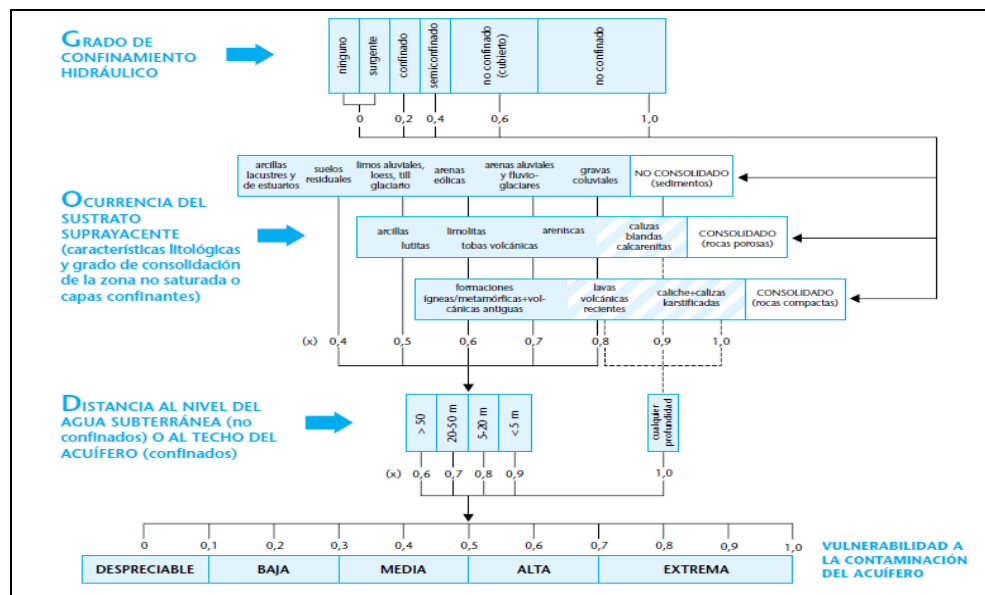 GRADO DE
CONFINAMIENTO
HIDRÁULICO
ninguno
surgente
confinado
semiconfinado
no confinado
(cubierto)
no confinado
0
0,2
0,4
0,6
1,0
arcillas
lacustres y
de estuarios
suelos
residuales
limos aluviales,
loess, till
glaciario
arenas
eólicas
arenas aluviales
y fluvio-
glaciares
gravas
coluviales
NO CONSOLIDADO
(sedimentos)
OCURRENCIA DEL
SUSTRATO
SUPRAYACENTE
(características litológicas
y grado de consolidación
de la zona no saturada o
capas confinantes)
arcillas
limolitas
areniscas
calizas
blandas
calcarenitas
lutitas
tobas volcánicas
CONSOLIDADO
(rocas porosas)
formaciones
ígneas/metamórficas+vol-
cánicas antiguas
lavas
volcánicas
recientes
caliche+calizas
karstificadas
CONSOLIDADO
(rocas compactas)
(x) 0,4 0,5 0,6 0,7 0,8 0,9 1,0
DISTANCIA AL NIVEL DEL
AGUA SUBTERRÁNEA (no
confinados) O AL TECHO DEL
ACUÍFERO (confinados)
> 50
20-50 m
5-20 m
< 5 m
cualquier
profundidad
(x) 0,6 0,7 0,8 0,9 1,0
0 0,1 0,2 0,3 0,4 0,5 0,6 0,7 0,8 0,9 1,0
DESPRECIABLE BAJA MEDIA ALTA EXTREMA
VULNERABILIDAD A
LA CONTAMINACIÓN
DEL ACUÍFERO